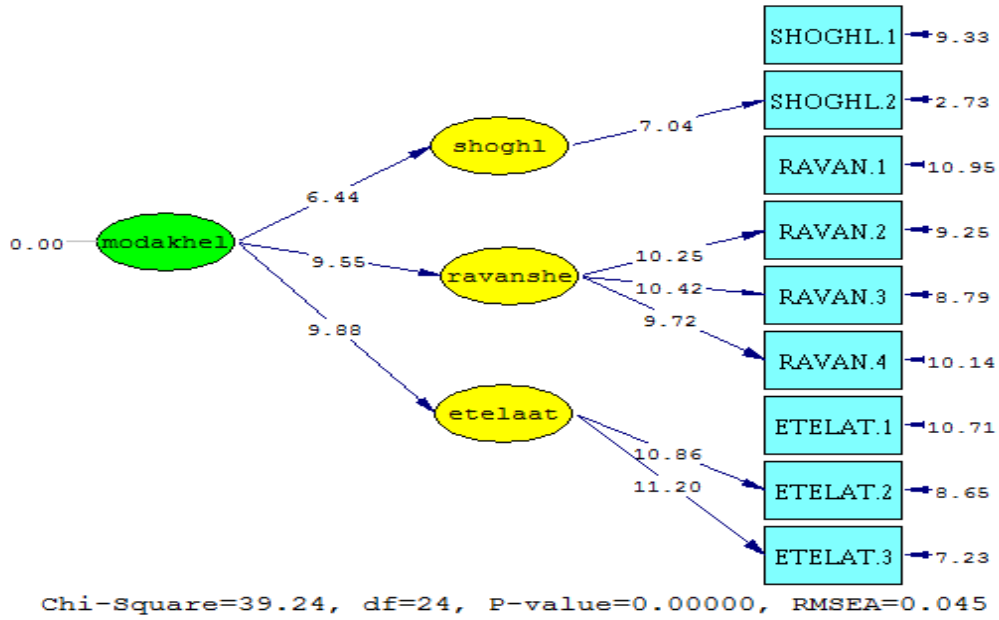 SHOGHL.1 9.33
SHOGHL.2 2.73
7.04
shoghl
RAVAN.1 10.95
6.44
RAVAN.2 9.25
0.00 modakhel
10.25
9.55
ravanshe
10.42
RAVAN.3 8.79
9.72
9.88
RAVAN.4 10.14
etelaat
ETELAT.1 10.71
10.86
11.20
ETELAT.2 8.65
ETELAT.3 7.23
Chi-Square=39.24, df=24, P-value=0.00000, RMSEA=0.045